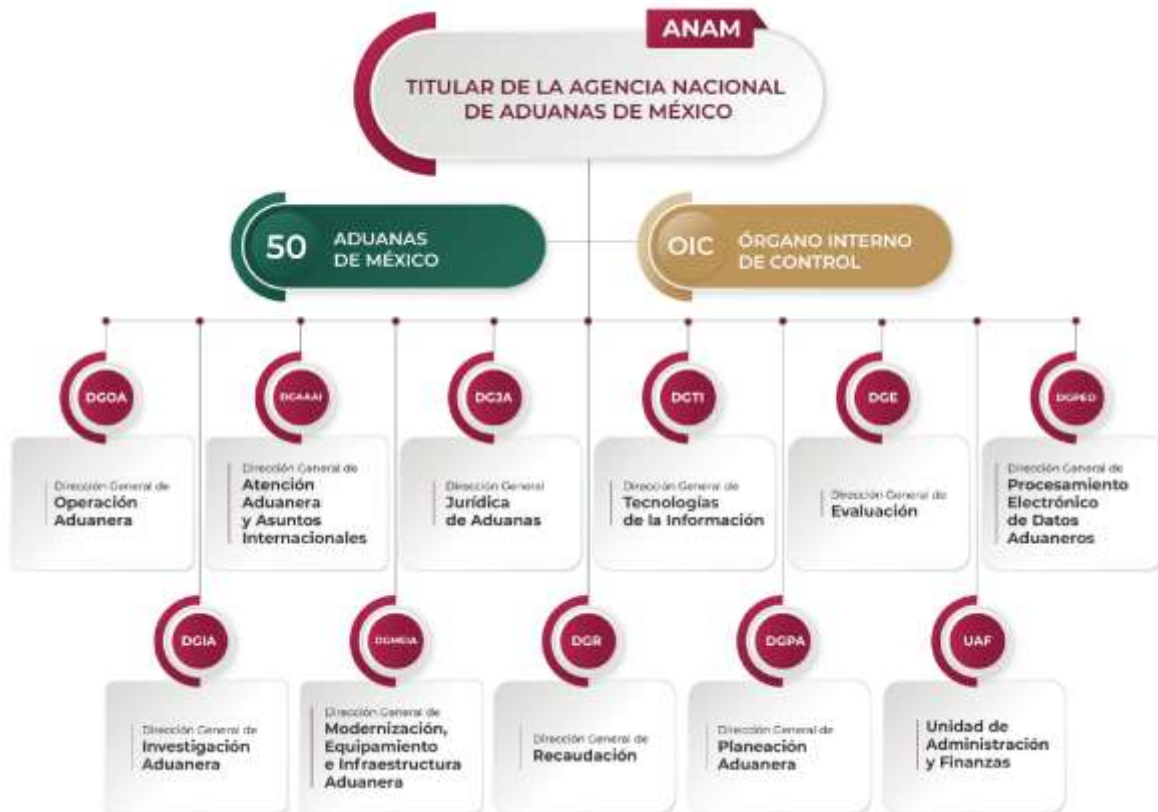 ANAM
TITULAR DE LA AGENCIA NACIONAL
DE ADUANAS DE MÉXICO
50
ADUANAS
DE MÉXICO
OIC
ÓRGANO INTERNO
DE CONTROL
DGOA
Dirección General de
Operación
Aduanera
DGAAAI
Dirección General de
Atención
Aduanera
y Asuntos
Internacionales
DGJA
Dirección General
Jurídica
de Aduanas
DGTI
Dirección General de
Tecnologías
de la Información
DGE
Dirección General de
Evaluación
DGPED
Dirección General de
Procesamiento
Electrónico
de Datos
Aduaneros
DGIA
Dirección General de
Investigación
Aduanera
DGMEIA
Dirección General de
Modernización,
Equipamiento
e Infraestructura
Aduanera
DGR
Dirección General de
Recaudación
DGPA
Dirección General de
Planeación
Aduanera
UAF
Unidad de
Administración
y Finanzas